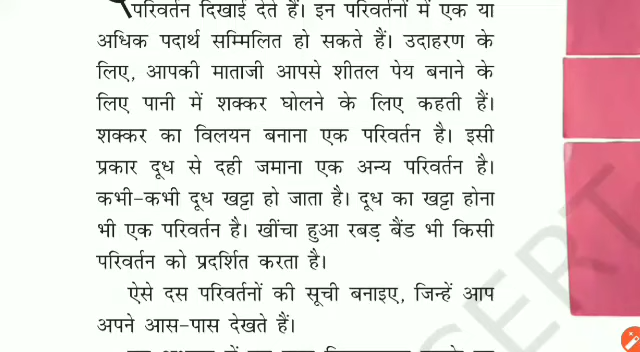 परिवर्तन दिखाई देते हैं। इन परिवर्तनों में एक या
अधिक पदार्थ सम्मिलित हो सकते हैं। उदाहरण के
लिए, आपकी माताजी आपसे शीतल पेय बनाने के
लिए पानी में शक्कर घोलने के लिए कहती हैं।
शक्कर का विलयन बनाना एक परिवर्तन है। इसी
प्रकार दूध से दही जमाना एक अन्य परिवर्तन है।
कभी-कभी दूध खट्टा हो जाता है। दूध का खट्टा होना
भी एक परिवर्तन है। खींचा हुआ रबड़ बैंड भी किसी
परिवर्तन को प्रदर्शित करता है।
ऐसे दस परिवर्तनों की सूची बनाइए, जिन्हें आप
अपने आस-पास देखते हैं।